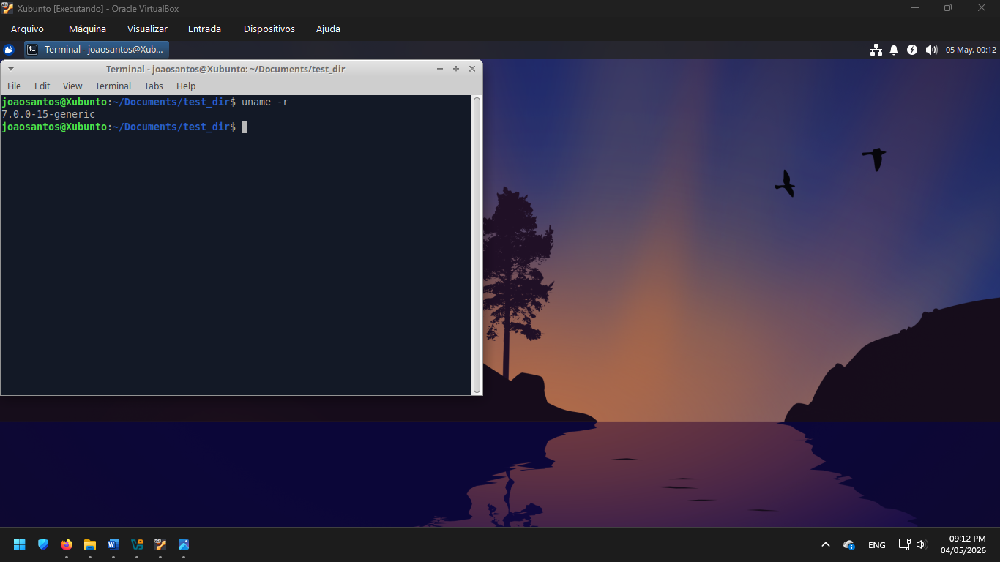 Xubunto [Executando] - Oracle VirtualBox
Arquivo Máquina Visualizar Entrada Dispositivos Ajuda
Terminal - joaosantos@Xub... 05 May, 00:12
Terminal - joaosantos@Xubunto: ~/Documents/test_dir
File Edit View Terminal Tabs Help
joaosantos@Xubunto:~/Documents/test_dir$ uname -r
7.0.0-15-generic
joaosantos@Xubunto:~/Documents/test_dir$
ENG
09:12 PM
04/05/2026